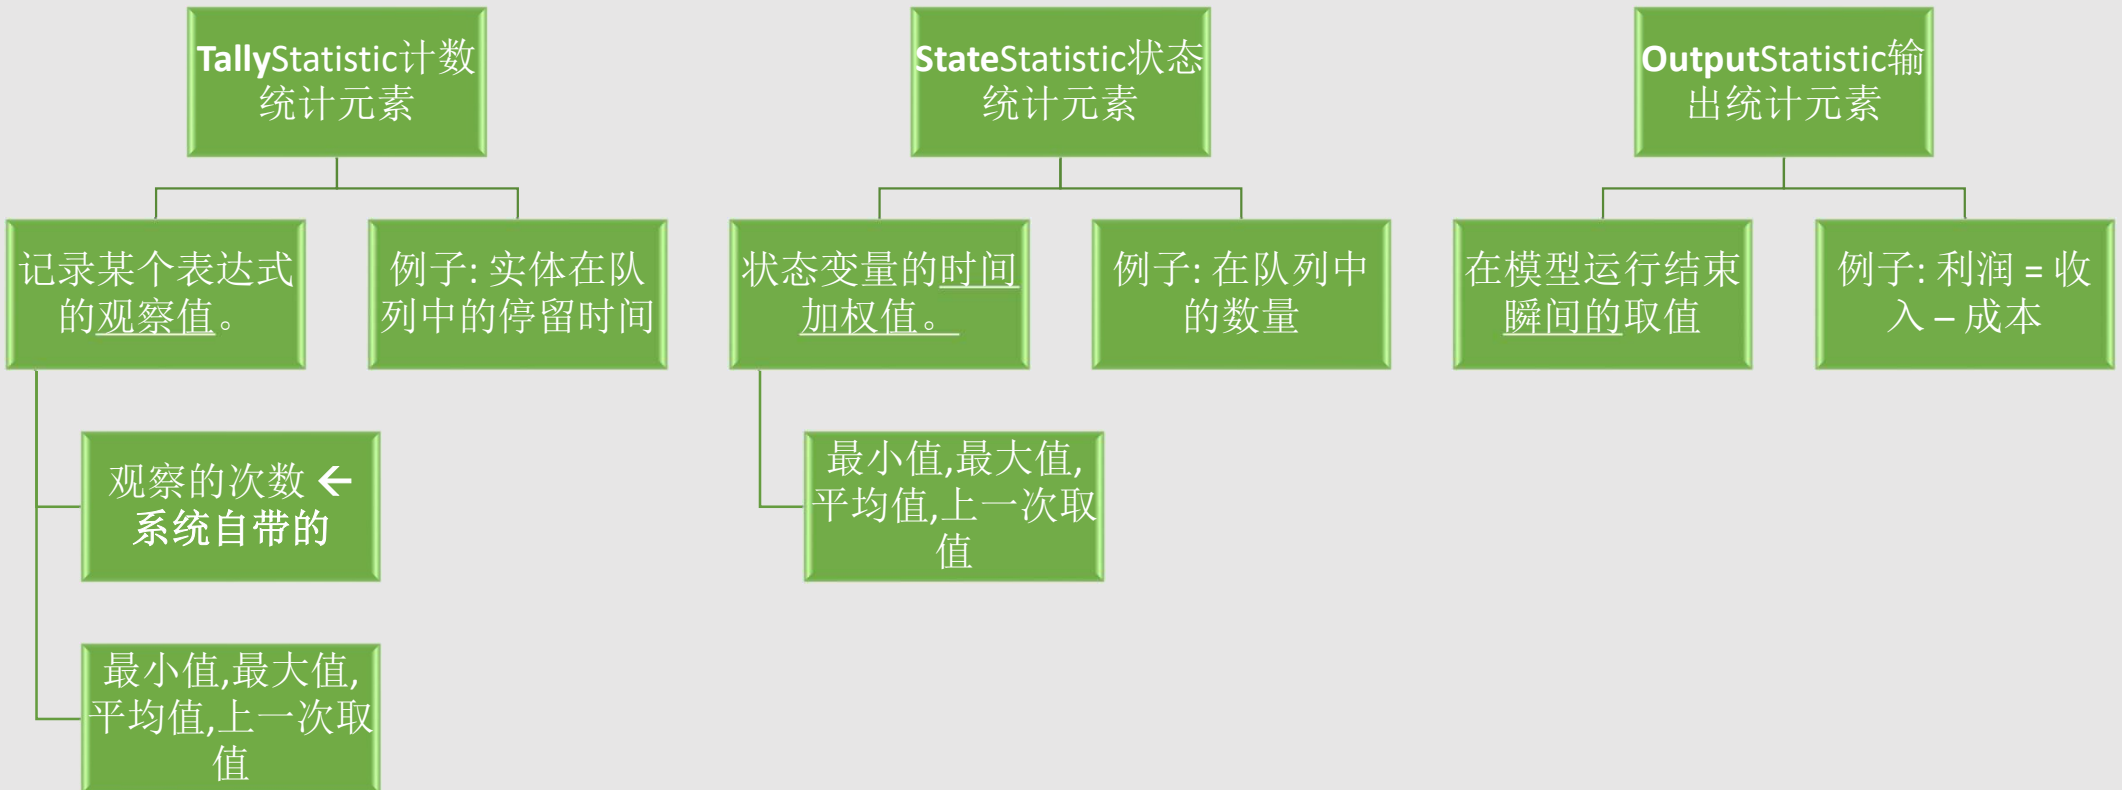 TallyStatistic计数
统计元素
记录某个表达式
的观察值。
例子: 实体在队
列中的停留时间
观察的次数 ←
系统自带的
最小值,最大值,
平均值,上一次取
值
StateStatistic状态
统计元素
状态变量的时间
加权值。
例子: 在队列中
的数量
最小值,最大值,
平均值,上一次取
值
OutputStatistic输
出统计元素
在模型运行结束
瞬间的取值
例子: 利润 = 收
入 – 成本